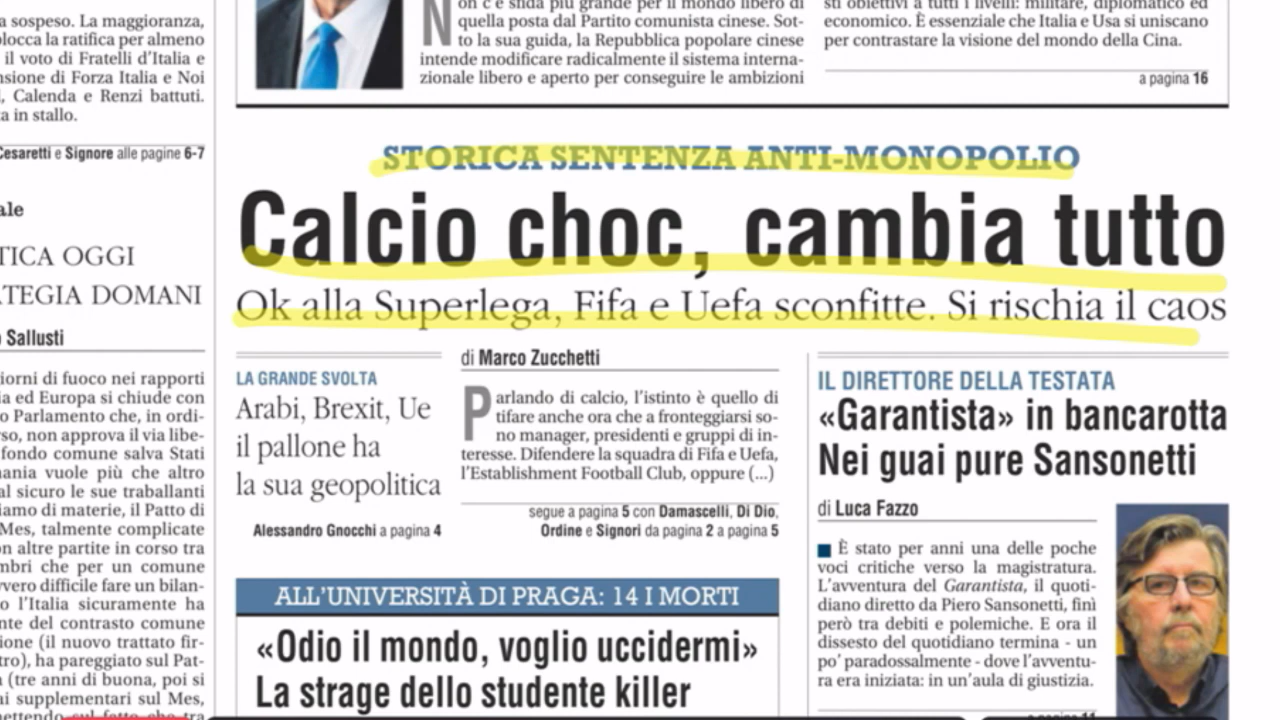 a sospeso. La maggioranza,
blocca la ratifica per almeno
il voto di Fratelli d'Italia e
nsione di Forza Italia e Noi
Calenda e Renzi battuti.
a in stallo.
Cesaretti e Signore alle pagine 6-7
ale
TICA OGGI
ATEGIA DOMANI
Sallusti
iorni di fuoco nei rapporti
ia ed Europa si chiude con
o Parlamento che, in ordi-
rso, non approva il via libe-
fondo comune salva Stati
mania vuole più che altro
al sicuro le sue traballanti
iamo di materie, il Patto di
Mes, talmente complicate
on altre partite in corso tra
mbri che per un comune
vvero difficile fare un bilan-
o l'Italia sicuramente ha
nte del contrasto comune
ione (il nuovo trattato fir-
tro), ha pareggiato sul Pat-
a (tre anni di buona, poi si
ai supplementari sul Mes,
mettendo sul fatto che tra
Non c'è sfida più grande per il mondo libero di
quella posta dal Partito comunista cinese. Sot-
to la sua guida, la Repubblica popolare cinese
intende modificare radicalmente il sistema interna-
zionale libero e aperto per conseguire le ambizioni
sti obiettivi a tutti i livelli: militare, diplomatico ed
economico. È essenziale che Italia e Usa si uniscano
per contrastare la visione del mondo della Cina.
a pagina 16
STORICA SENTENZA ANTI-MONOPOLIO
Calcio choc, cambia tutto
Ok alla Superlega, Fifa e Uefa sconfitte. Si rischia il caos
LA GRANDE SVOLTA
Arabi, Brexit, Ue
il pallone ha
la sua geopolitica
Alessandro Gnocchi a pagina 4
di Marco Zucchetti
Parlando di calcio, l'istinto è quello di
tifare anche ora che a fronteggiarsi so-
no manager, presidenti e gruppi di in-
teresse. Difendere la squadra di Fifa e Uefa,
l'Establishment Football Club, oppure (...)
segue a pagina 5 con Damascelli, Di Dio,
Ordine e Signori da pagina 2 a pagina 5
ALL'UNIVERSITÀ DI PRAGA: 14 I MORTI
«Odio il mondo, voglio uccidermi»
La strage dello studente killer
IL DIRETTORE DELLA TESTATA
«Garantista» in bancarotta
Nei guai pure Sansonetti
di Luca Fazzo
È stato per anni una delle poche
voci critiche verso la magistratura.
L'avventura del Garantista, il quoti-
diano diretto da Piero Sansonetti, finì
però tra debiti e polemiche. E ora il
dissesto del quotidiano termina - un
po' paradossalmente - dove l'avventu-
ra era iniziata: in un'aula di giustizia.
a pagina 11